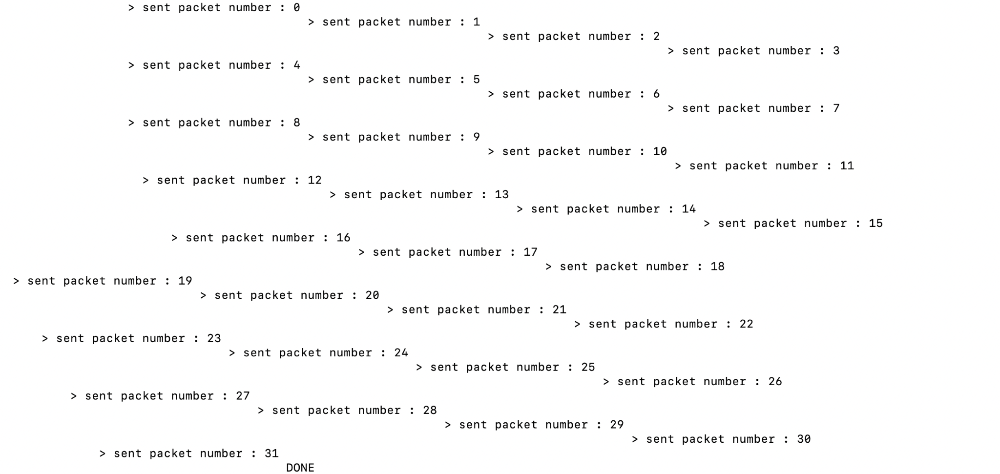 > sent packet number : 0
> sent packet number : 1
> sent packet number : 2
> sent packet number : 3
> sent packet number : 4
> sent packet number : 5
> sent packet number : 6
> sent packet number : 7
> sent packet number : 8
> sent packet number : 9
> sent packet number : 10
> sent packet number : 11
> sent packet number : 12
> sent packet number : 13
> sent packet number : 14
> sent packet number : 15
> sent packet number : 16
> sent packet number : 17
> sent packet number : 18
> sent packet number : 19
> sent packet number : 20
> sent packet number : 21
> sent packet number : 22
> sent packet number : 23
> sent packet number : 24
> sent packet number : 25
> sent packet number : 26
> sent packet number : 27
> sent packet number : 28
> sent packet number : 29
> sent packet number : 30
> sent packet number : 31
DONE